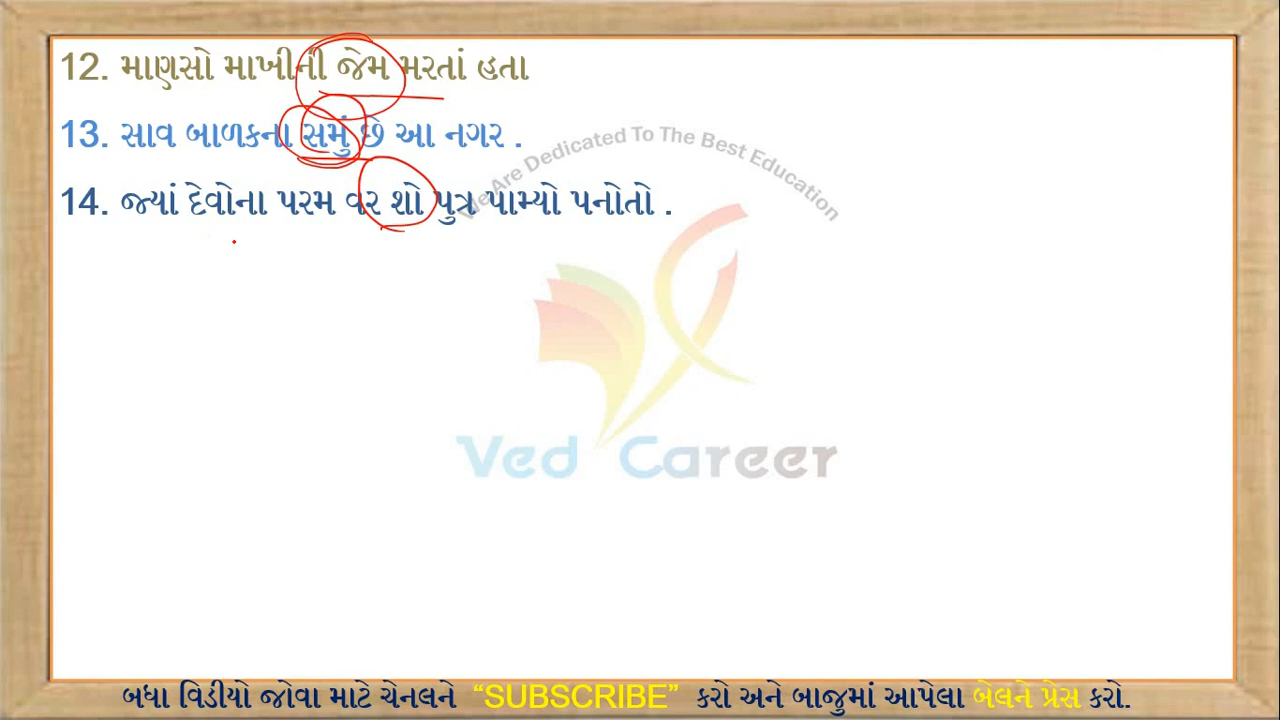 12. માણસો માખીની જેમ મરતાં હતા
13. સાવ બાળકના સમું છે આ નગર .
14. જ્યાં દેવોના પરમ વર શો પુત્ર પામ્યો પનોતો .
We Are Dedicated To The Best Education
Ved Career
બધા વિડીયો જોવા માટે ચેનલને “SUBSCRIBE” કરો અને બાજુમાં આપેલા બેલને પ્રેસ કરો.